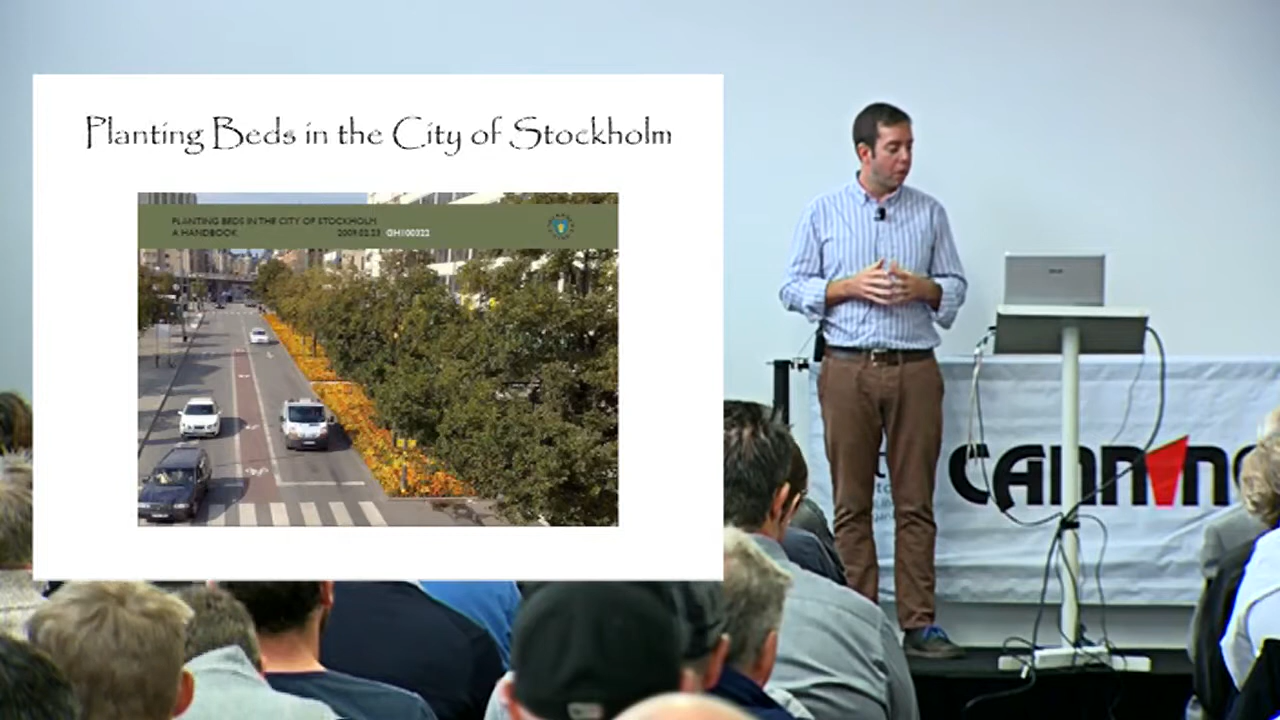 Planting Beds in the City of Stockholm
PLANTING BEDS IN THE CITY OF STOCKHOLM
A HANDBOOK 2009.02.23 GH100322
CANNIN